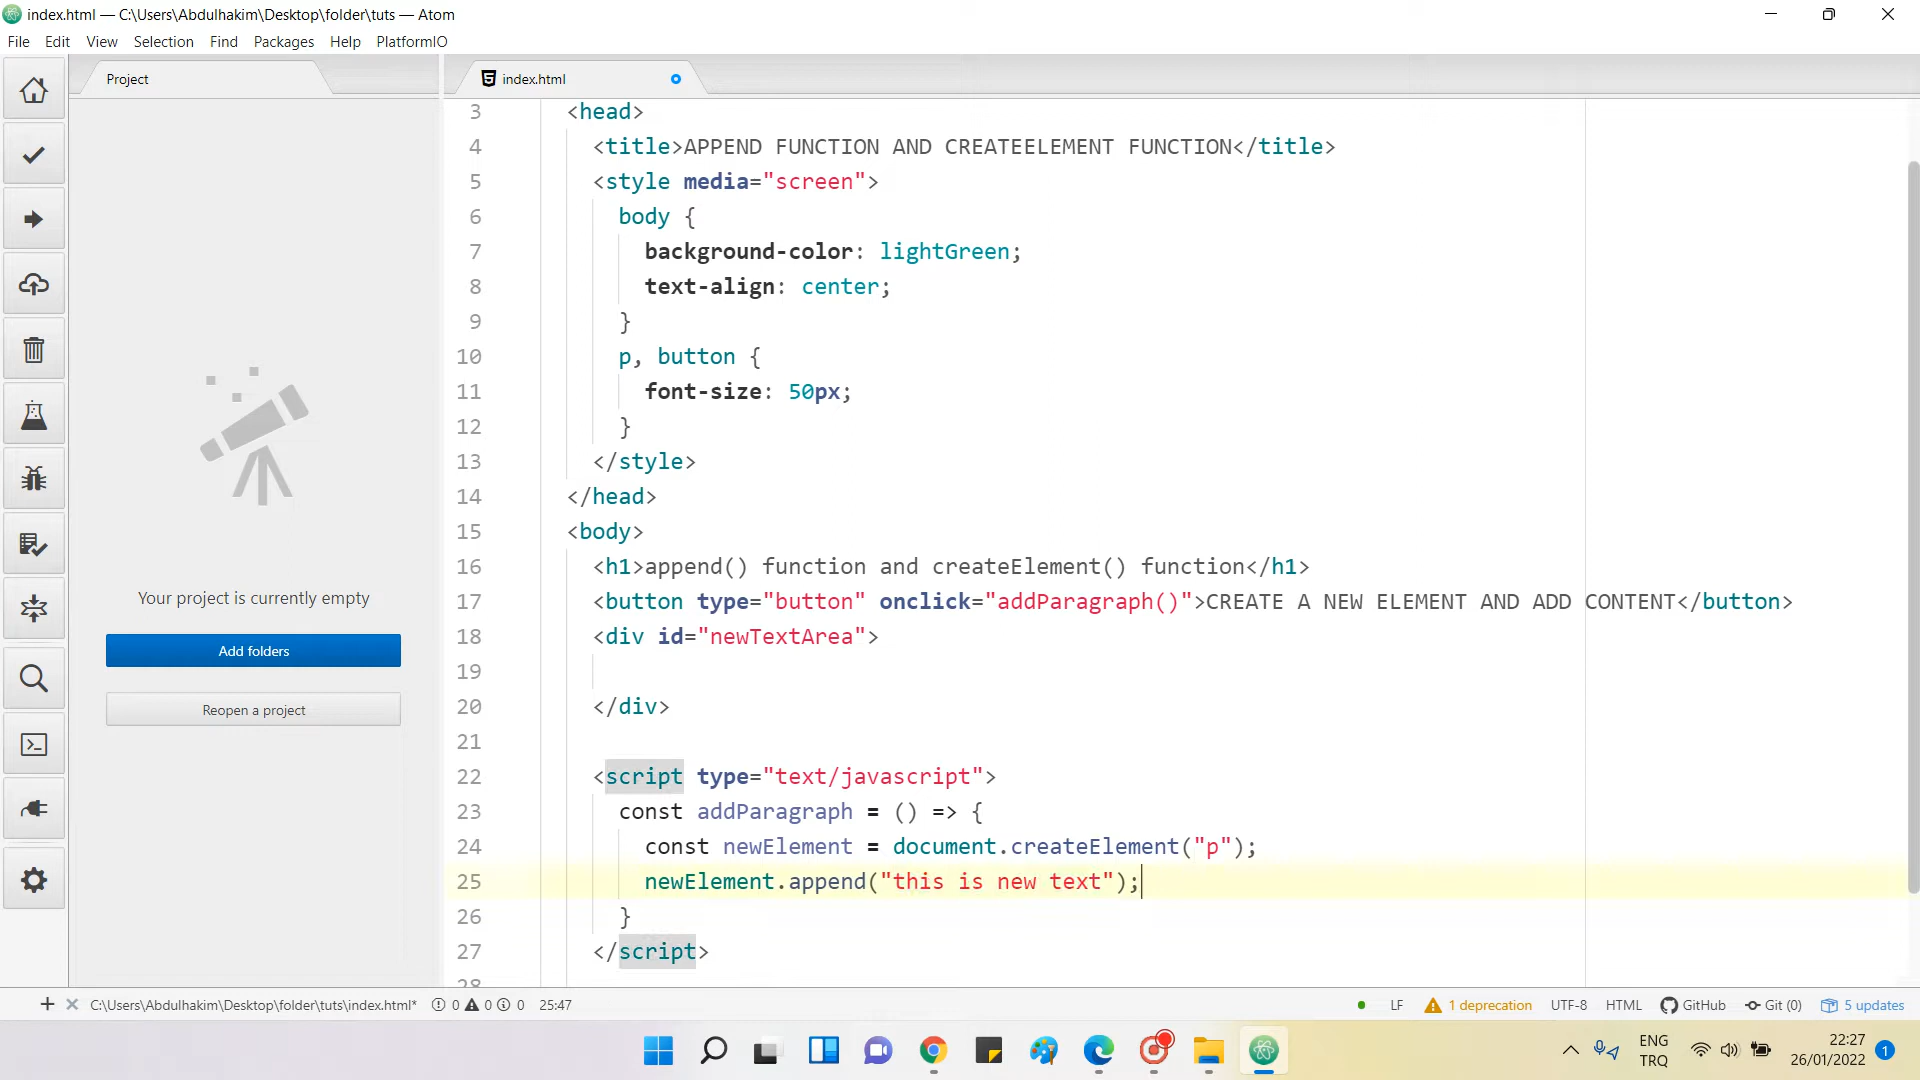 index.html — C:\Users\Abdulhakim\Desktop\folder\tuts — Atom
File Edit View Selection Find Packages Help PlatformIO
Project
index.html
3 <head>
4 <title>APPEND FUNCTION AND CREATEELEMENT FUNCTION</title>
5 <style media="screen">
6 body {
7 background-color: lightGreen;
8 text-align: center;
9 }
10 p, button {
11 font-size: 50px;
12 }
13 </style>
14 </head>
15 <body>
16 <h1>append() function and createElement() function</h1>
17 <button type="button" onclick="addParagraph()">CREATE A NEW ELEMENT AND ADD CONTENT</button>
18 <div id="newTextArea">
19
20 </div>
21
22 <script type="text/javascript">
23 const addParagraph = () => {
24 const newElement = document.createElement("p");
25 newElement.append("this is new text");
26 }
27 </script>
28
Your project is currently empty
Add folders
Reopen a project
C:\Users\Abdulhakim\Desktop\folder\tuts\index.html* 0 0 0 25:47
LF 1 deprecation UTF-8 HTML GitHub Git (0) 5 updates
ENG
TRQ
22:27
26/01/2022
1